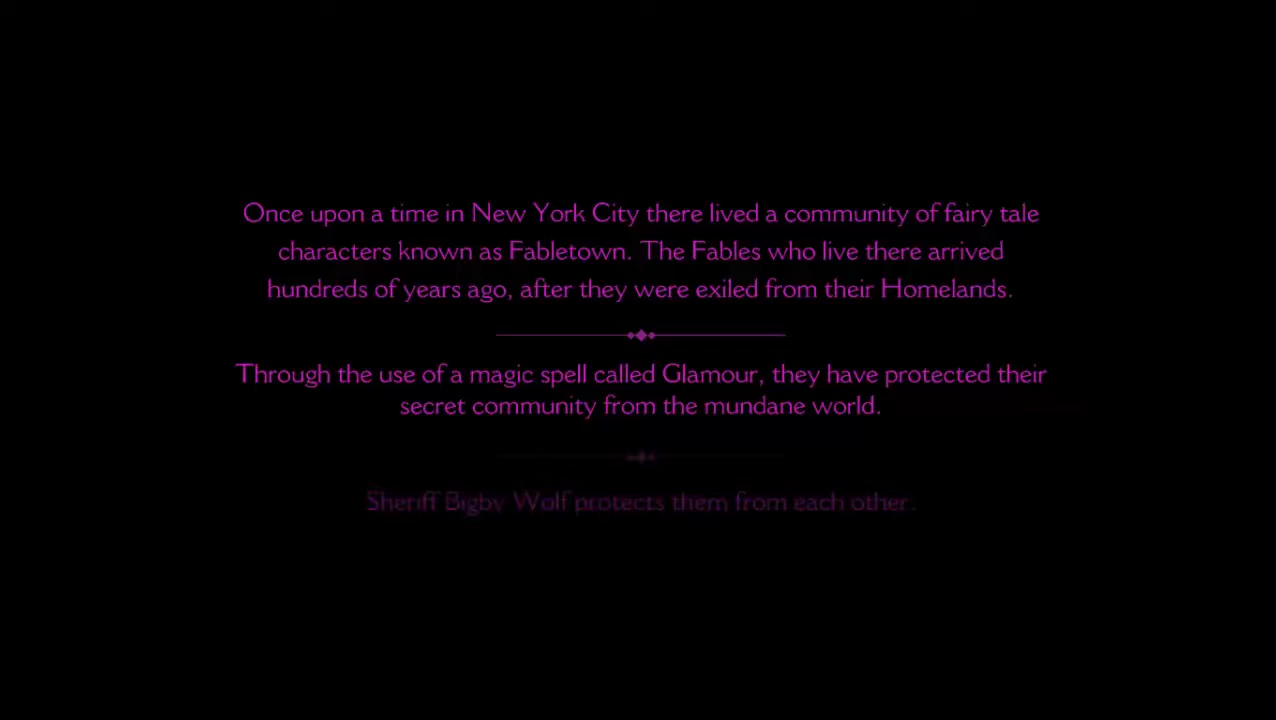 Once upon a time in New York City there lived a community of fairy tale
characters known as Fabletown. The Fables who live there arrived
hundreds of years ago, after they were exiled from their Homelands.
Through the use of a magic spell called Glamour, they have protected their
secret community from the mundane world.
Sheriff Bigby Wolf protects them from each other.